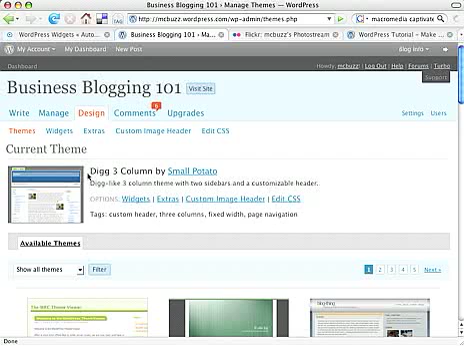 Business Blogging 101 › Manage Themes — WordPress
http://mcbuzz.wordpress.com/wp-admin/themes.php
macromedia captivate
WordPress Widgets « Auto...
Business Blogging 101 › Ma...
Flickr: mcbuzz's Photostream
WordPress Tutorial – Make ...
My Account
My Dashboard
New Post
Blog Info
Dashboard
Howdy, mcbuzz! | Log Out | Help | Forums | Turbo
Support
Business Blogging 101
Visit Site
Write
Manage
Design
Comments
Upgrades
Settings
Users
Themes
Widgets
Extras
Custom Image Header
Edit CSS
Current Theme
Digg 3 Column by Small Potato
Digg-like 3 column theme with two sidebars and a customizable header.
OPTIONS: Widgets | Extras | Custom Image Header | Edit CSS
Tags: custom header, three columns, fixed width, page navigation
Available Themes
Show all themes
Filter
1 2 3 4 5 Next »
Done